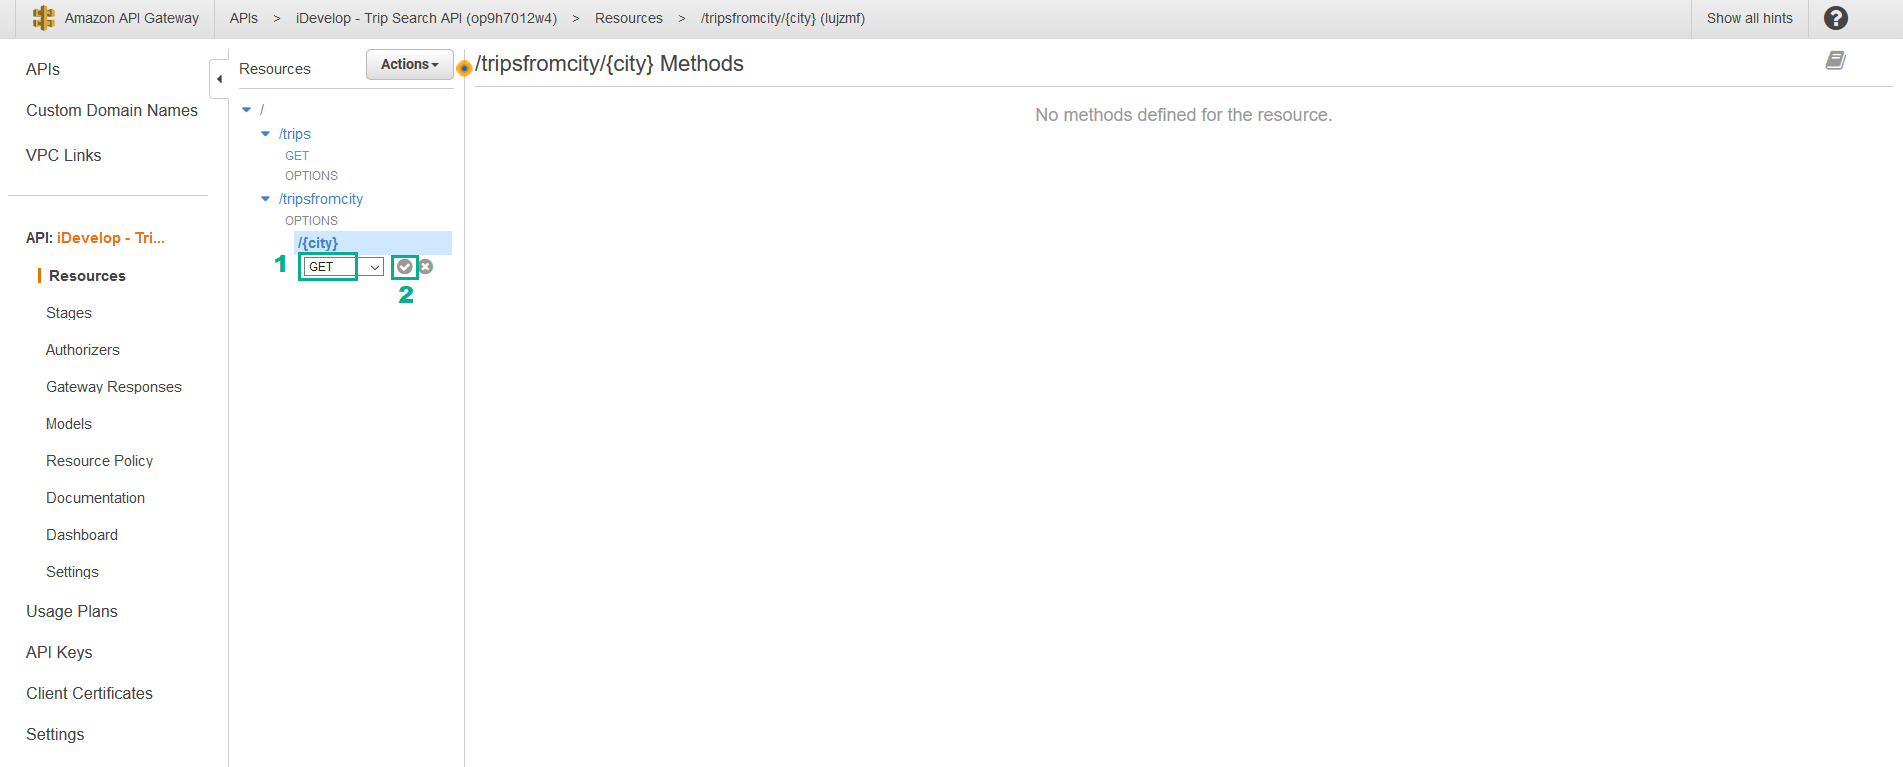 Amazon API Gateway
APIs > iDevelop - Trip Search API (op9h7012w4) > Resources > /tripsfromcity/{city} (lujzmf)
Show all hints
?
APIs
Custom Domain Names
VPC Links
API: iDevelop - Tri...
Resources
Stages
Authorizers
Gateway Responses
Models
Resource Policy
Documentation
Dashboard
Settings
Usage Plans
API Keys
Client Certificates
Settings
Resources
Actions
/
/trips
GET
OPTIONS
/tripsfromcity
OPTIONS
/{city}
1 GET
2
/tripsfromcity/{city} Methods
No methods defined for the resource.